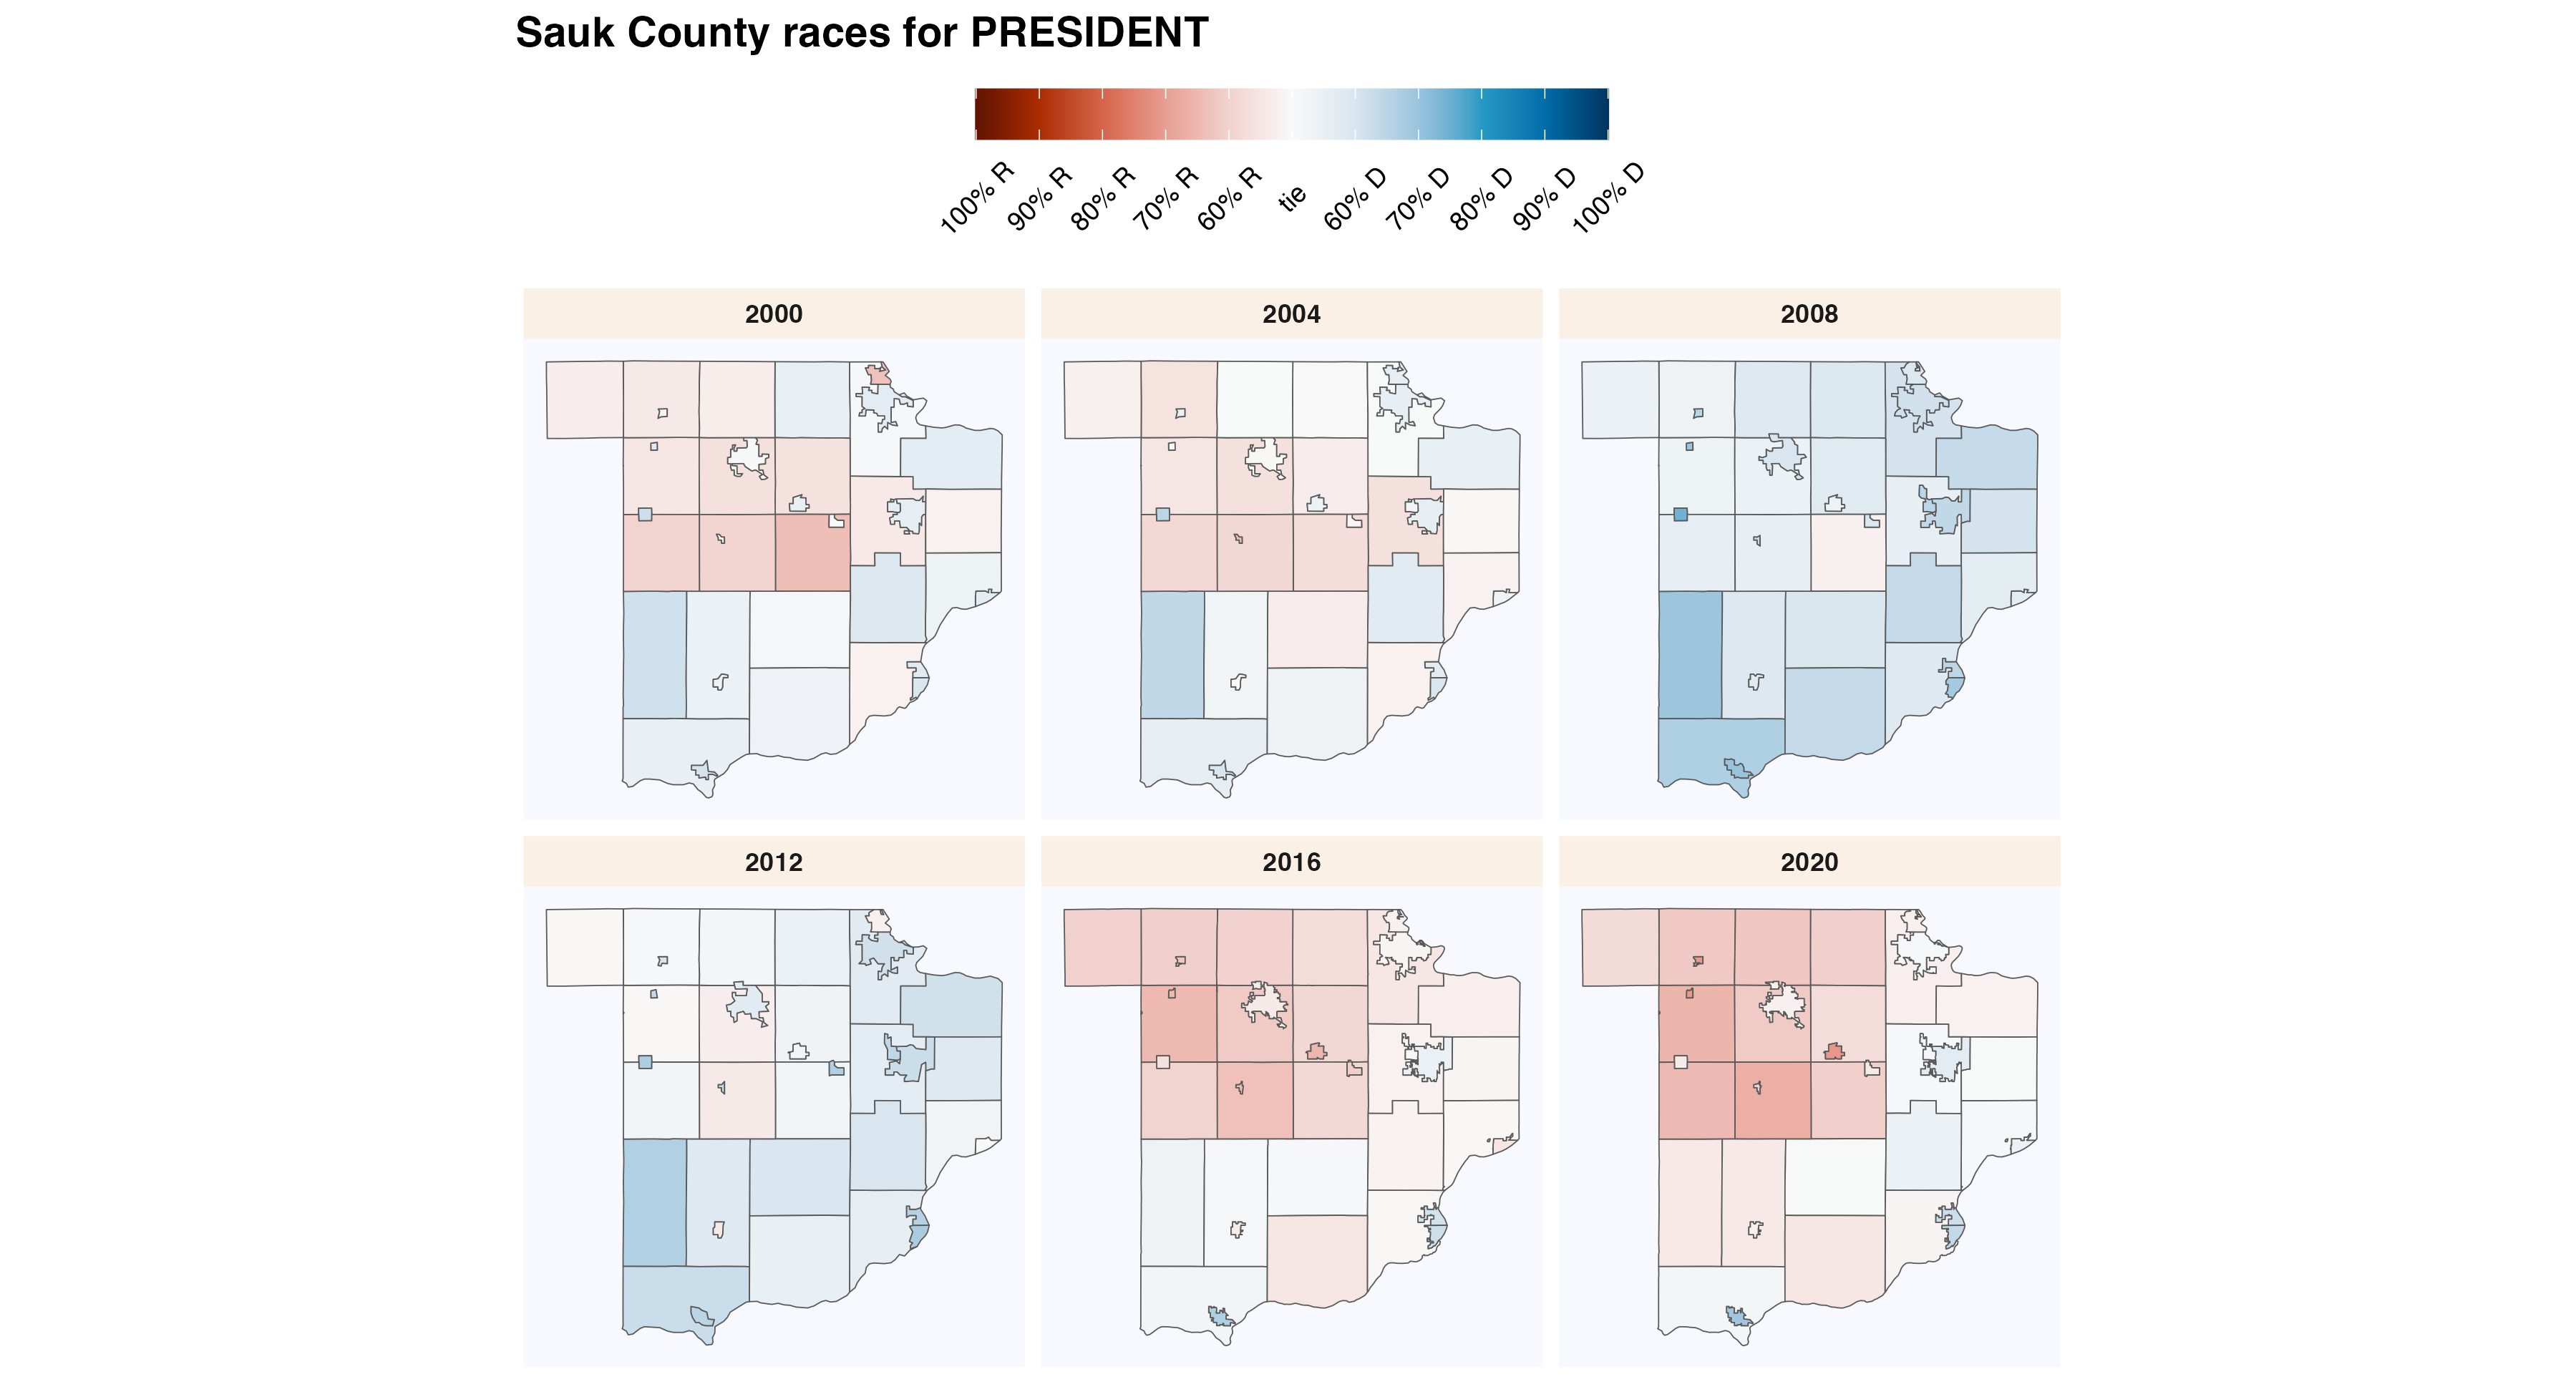 Sauk County races for PRESIDENT
100% R 90% R 80% R 70% R 60% R tie 60% D 70% D 80% D 90% D 100% D
2000 2004 2008
2012 2016 2020